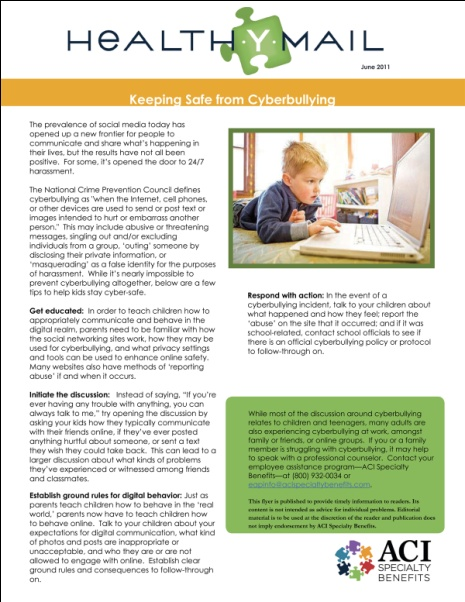 HEALTHYMAIL
June 2011
Keeping Safe from Cyberbullying
The prevalence of social media today has
opened up a new frontier for people to
communicate and share what's happening in
their lives, but the results have not all been
positive. For some, it's opened the door to 24/7
harassment.
The National Crime Prevention Council defines
cyberbullying as "when the Internet, cell phones,
or other devices are used to send or post text or
images intended to hurt or embarrass another
person." This may include abusive or threatening
messages, singling out and/or excluding
individuals from a group, 'outing' someone by
disclosing their private information, or
'masquerading' as a false identity for the purposes
of harassment. While it's nearly impossible to
prevent cyberbullying altogether, below are a few
tips to help kids stay cyber-safe.
Get educated: In order to teach children how to
appropriately communicate and behave in the
digital realm, parents need to be familiar with how
the social networking sites work, how they may be
used for cyberbullying, and what privacy settings
and tools can be used to enhance online safety.
Many websites also have methods of 'reporting
abuse' if and when it occurs.
Initiate the discussion: Instead of saying, "If you're
ever having any trouble with anything, you can
always talk to me," try opening the discussion by
asking your kids how they typically communicate
with their friends online, if they've ever posted
anything hurtful about someone, or sent a text
they wish they could take back. This can lead to a
larger discussion about what kinds of problems
they've experienced or witnessed among friends
and classmates.
Establish ground rules for digital behavior: Just as
parents teach children how to behave in the 'real
world,' parents now have to teach children how
to behave online. Talk to your children about your
expectations for digital communication, what kind
of photos and posts are inappropriate or
unacceptable, and who they are or are not
allowed to engage with online. Establish clear
ground rules and consequences to follow-through
on.
Respond with action: In the event of a
cyberbullying incident, talk to your children about
what happened and how they feel; report the
'abuse' on the site that it occurred; and if it was
school-related, contact school officials to see if
there is an official cyberbullying policy or protocol
to follow-through on.
While most of the discussion around cyberbullying
relates to children and teenagers, many adults are
also experiencing cyberbullying at work, amongst
family or friends, or online groups. If you or a family
member is struggling with cyberbullying, it may help
to speak with a professional counselor. Contact your
employee assistance program—ACI Specialty
Benefits—at (800) 932-0034 or
eapinfo@acispecialtybenefits.com.
This flyer is published to provide timely information to readers. Its
content is not intended as advice for individual problems. Editorial
material is to be used at the discretion of the reader and publication does
not imply endorsement by ACI Specialty Benefits.
ACI
SPECIALTY
BENEFITS